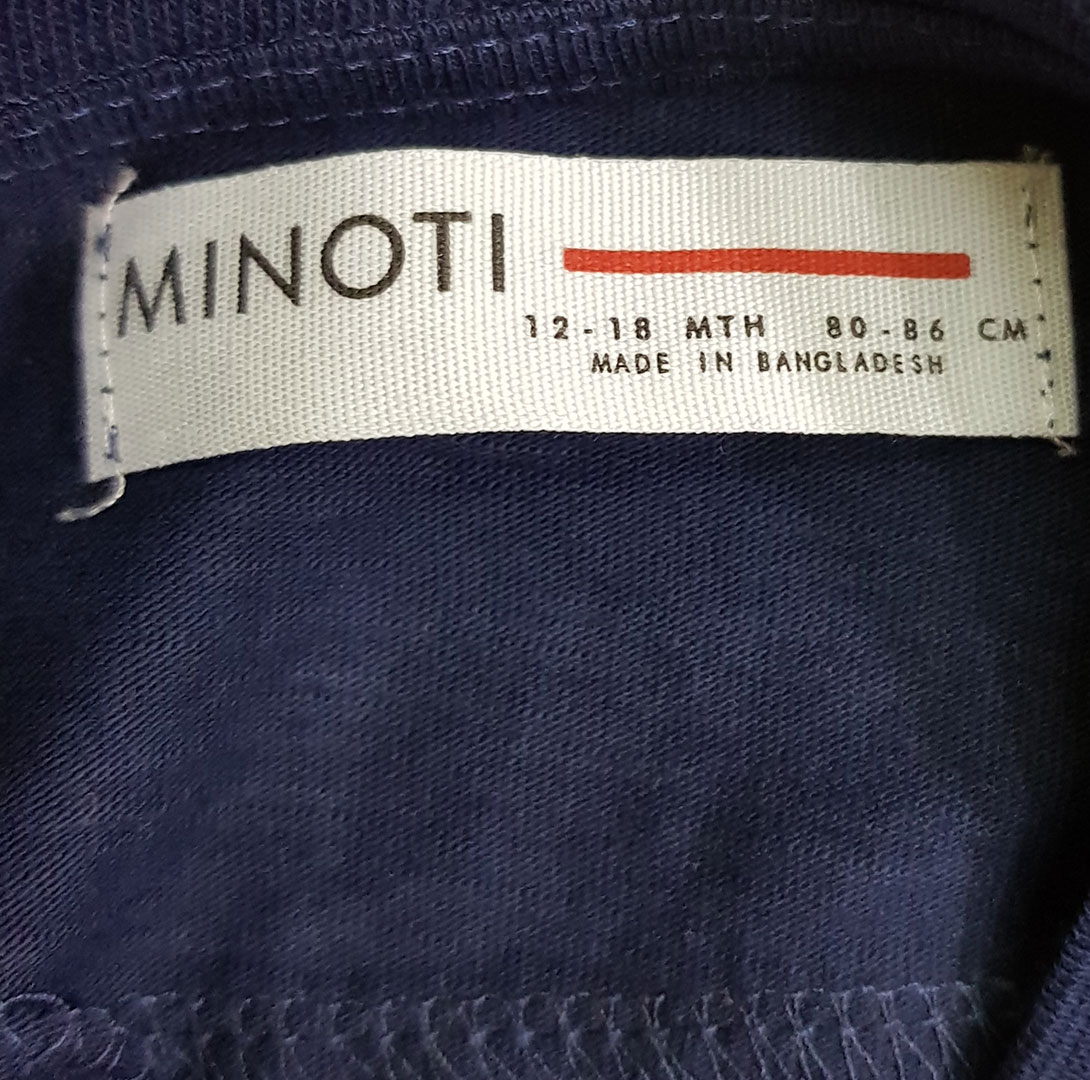 MINOTI
12-18 MTH 80-86 CM
MADE IN BANGLADESH